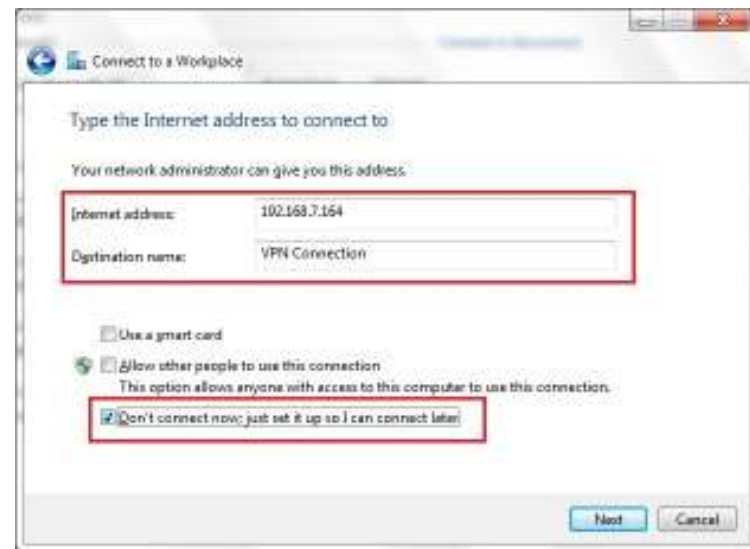 Connect to a Workplace
Type the Internet address to connect to
Your network administrator can give you this address.
Internet address: 192.168.7.164
Destination name: VPN Connection
Use a smart card
Allow other people to use this connection
This option allows anyone with access to this computer to use this connection.
Don't connect now; just set it up so I can connect later
Next Cancel